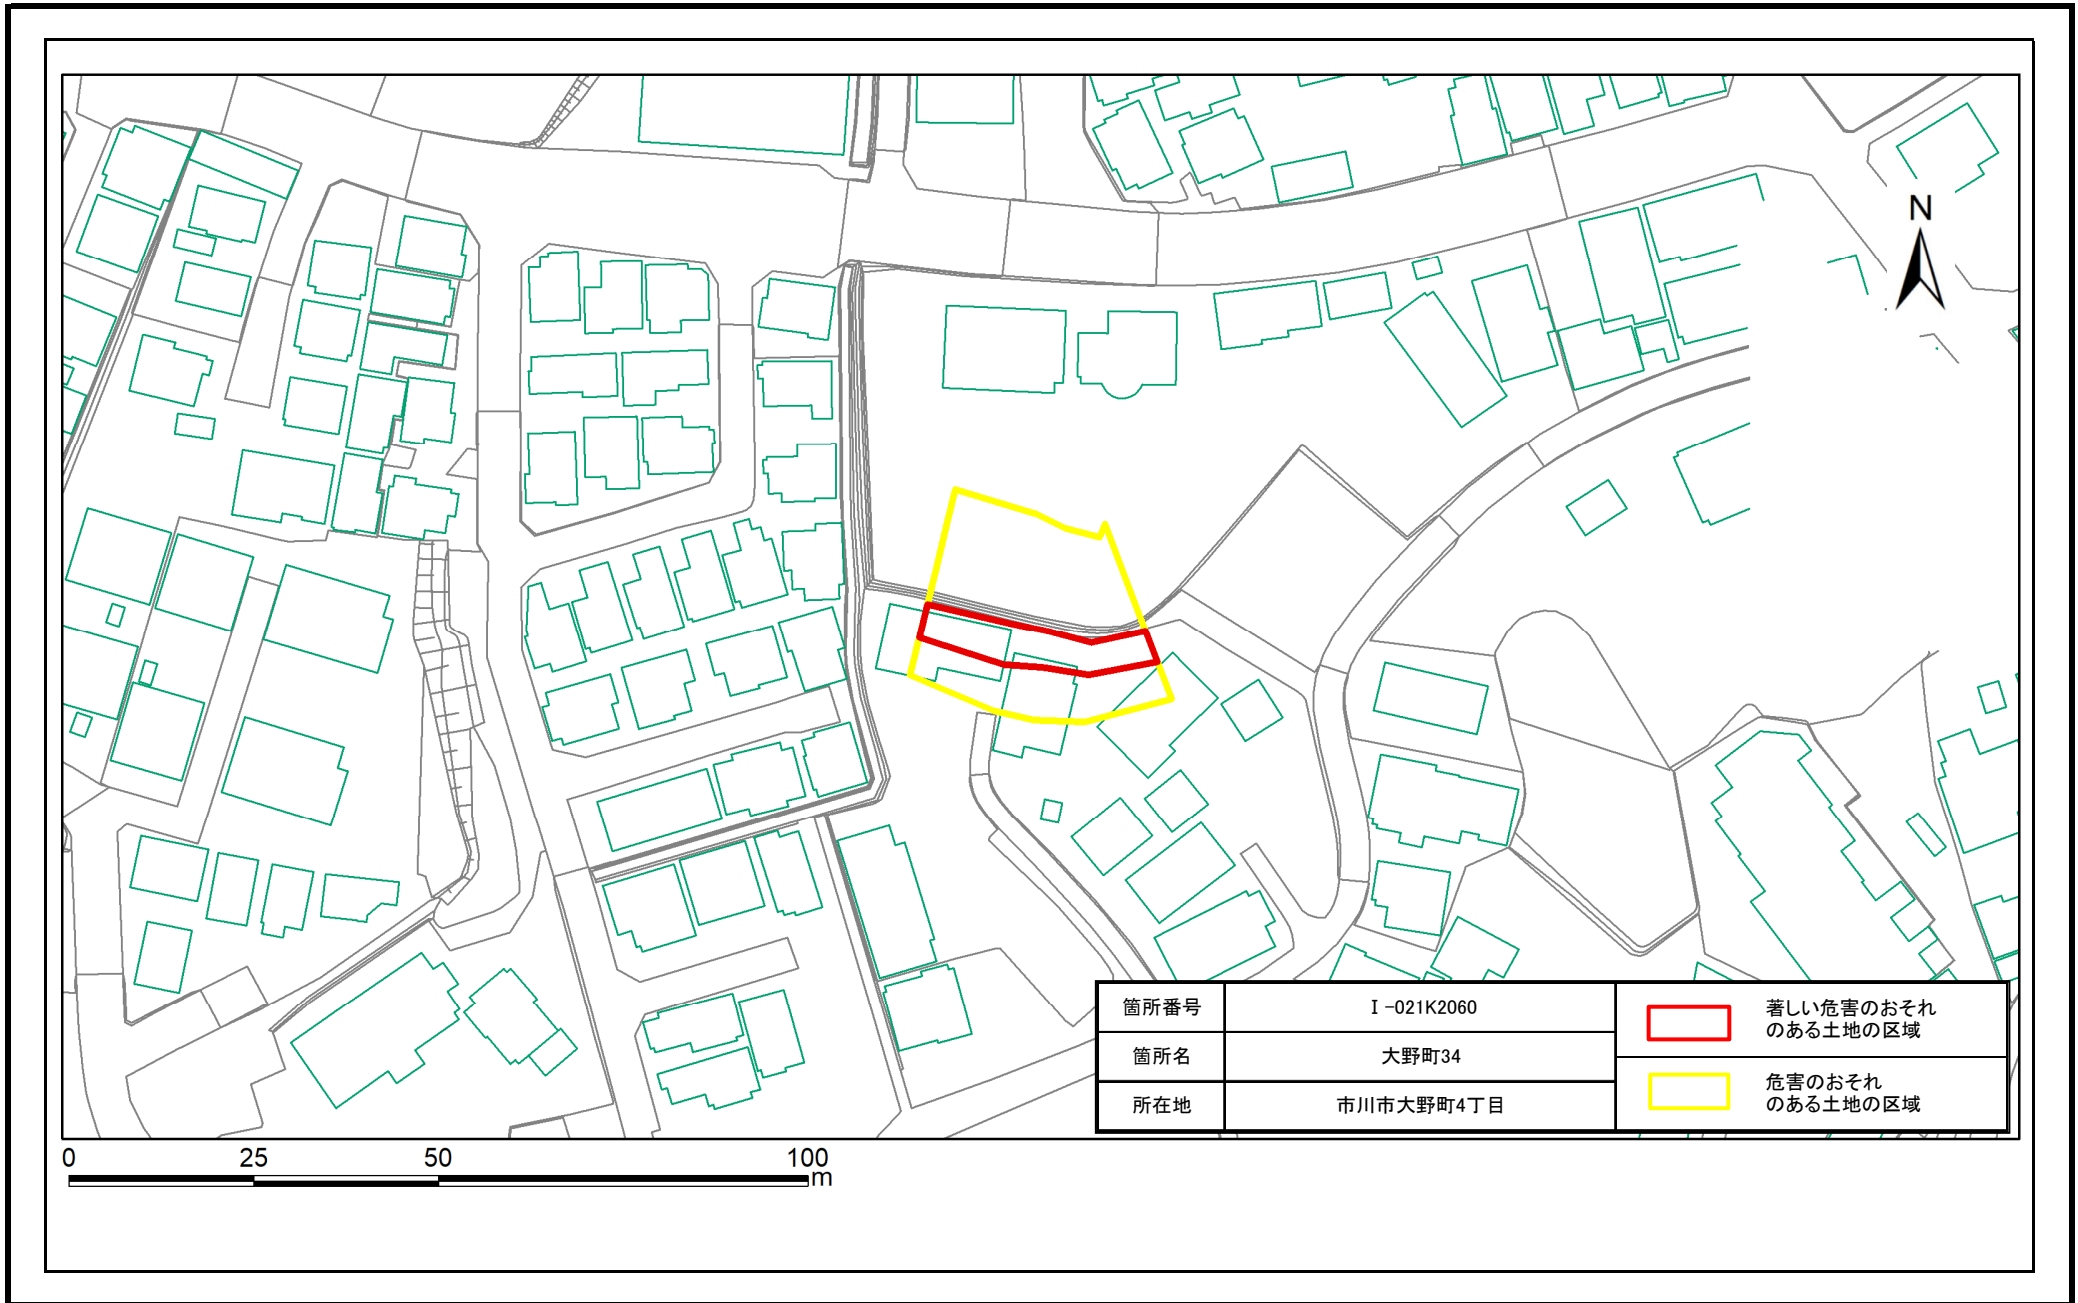 N
箇所番号
Ⅰ-021K2060
箇所名
大野町34
所在地
市川市大野町4丁目
著しい危害のおそれ
のある土地の区域
危害のおそれ
のある土地の区域
0 25 50 100
m